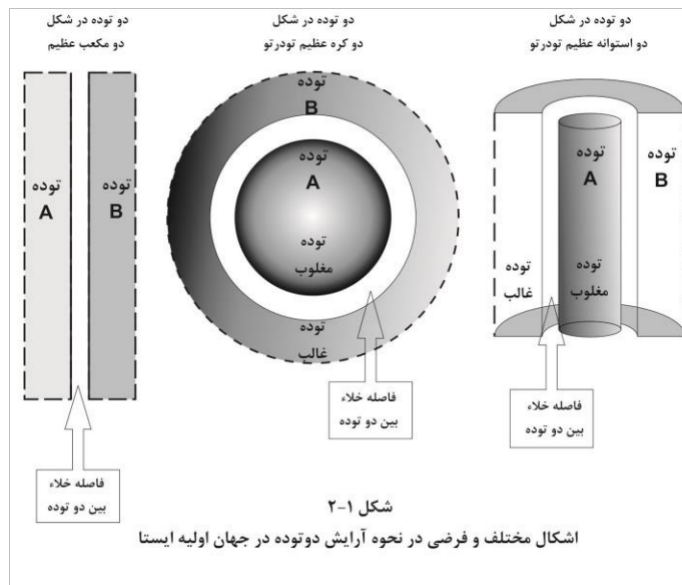 دو توده در شکل
دو استوانه عظیم تودرتو
دو توده در شکل
دو کره عظیم تودرتو
دو توده در شکل
دو مکعب عظیم
توده
A
توده
B
توده
غالب
توده
مغلوب
فاصله خلاء
بین دو توده
توده
B
توده
A
توده
مغلوب
توده
غالب
فاصله خلاء
بین دو توده
توده
B
توده
A
فاصله خلاء
بین دو توده
شکل ۱-۲
اشکال مختلف و فرضی در نحوه آرایش دوتوده در جهان اولیه ایستا